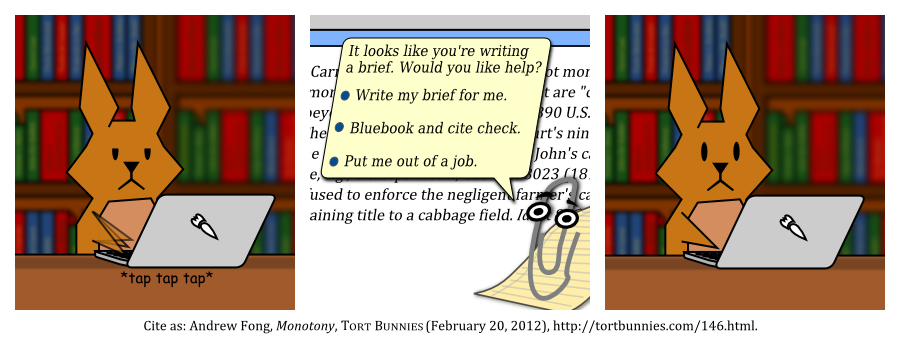 *tap tap tap*
It looks like you're writing
a brief. Would you like help?
Write my brief for me.
Bluebook and cite check.
Put me out of a job.
390 U.S.
John's
used to enforce the negligent farmer's
aining title to a cabbage field.
Cite as: Andrew Fong, Monotony, TORT BUNNIES (February 20, 2012), http://tortbunnies.com/146.html.